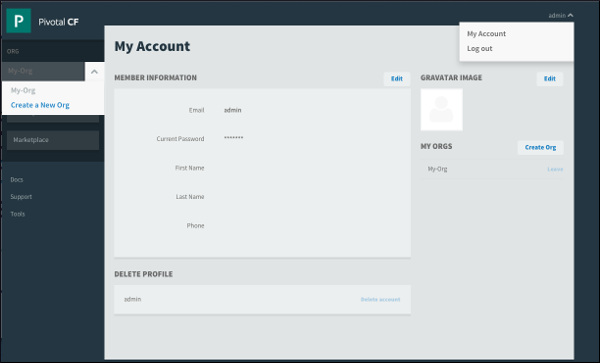 P Pivotal CF
admin
My Account
Log out
ORG
My-Org
My-Org
Create a New Org
Marketplace
Docs
Support
Tools
My Account
MEMBER INFORMATION Edit
Email admin
Current Password *******
First Name
Last Name
Phone
DELETE PROFILE
admin Delete account
GRAVATAR IMAGE Edit
MY ORGS Create Org
My-Org Leave